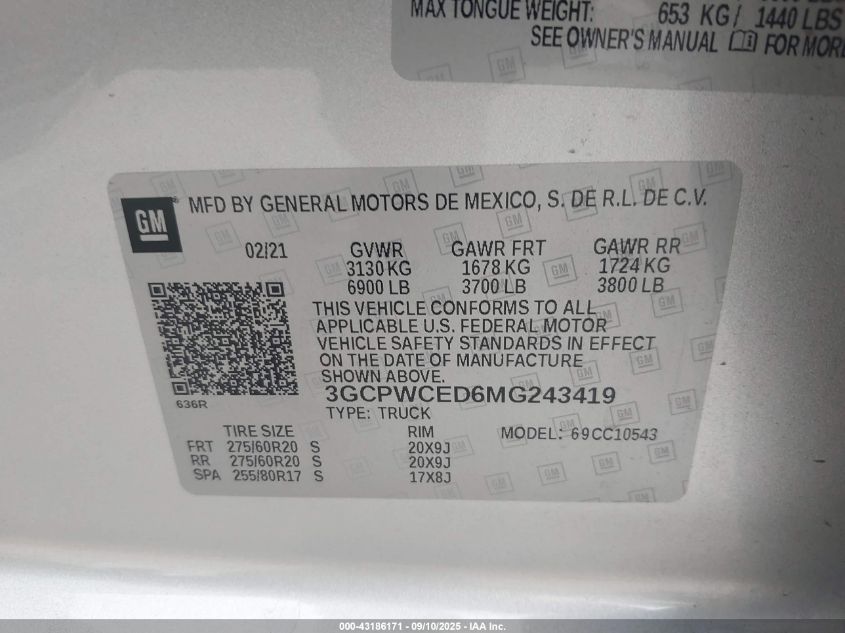 MAX TONGUE WEIGHT: 653 KG/ 1440 LBS
SEE OWNER'S MANUAL FOR MORE
GM MFD BY GENERAL MOTORS DE MEXICO, S. DE R.L. DE C.V.
02/21 GVWR GAWR FRT GAWR RR
3130 KG 1678 KG 1724 KG
6900 LB 3700 LB 3800 LB
THIS VEHICLE CONFORMS TO ALL
APPLICABLE U.S. FEDERAL MOTOR
VEHICLE SAFETY STANDARDS IN EFFECT
ON THE DATE OF MANUFACTURE
SHOWN ABOVE.
3GCPWCED6MG243419
636R
TYPE: TRUCK
TIRE SIZE RIM MODEL: 69CC10543
FRT 275/60R20 S 20X9J
RR 275/60R20 S 20X9J
SPA 255/80R17 S 17X8J
000-43186171 - 09/10/2025 - IAA Inc.